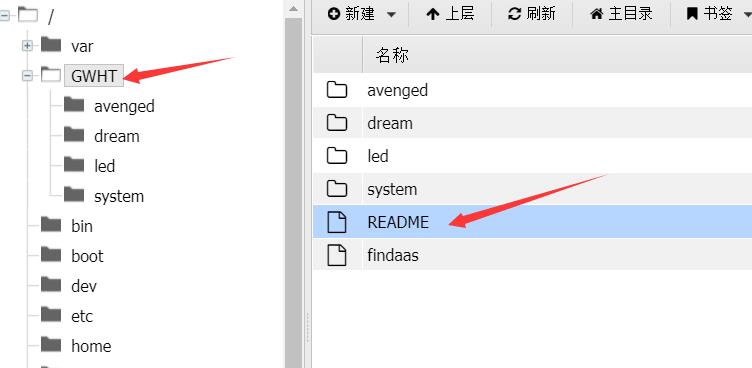 /
var
GWHT
avenged
dream
led
system
bin
boot
dev
etc
home
新建 上层 刷新 主目录 书签
名称
avenged
dream
led
system
README
findaas